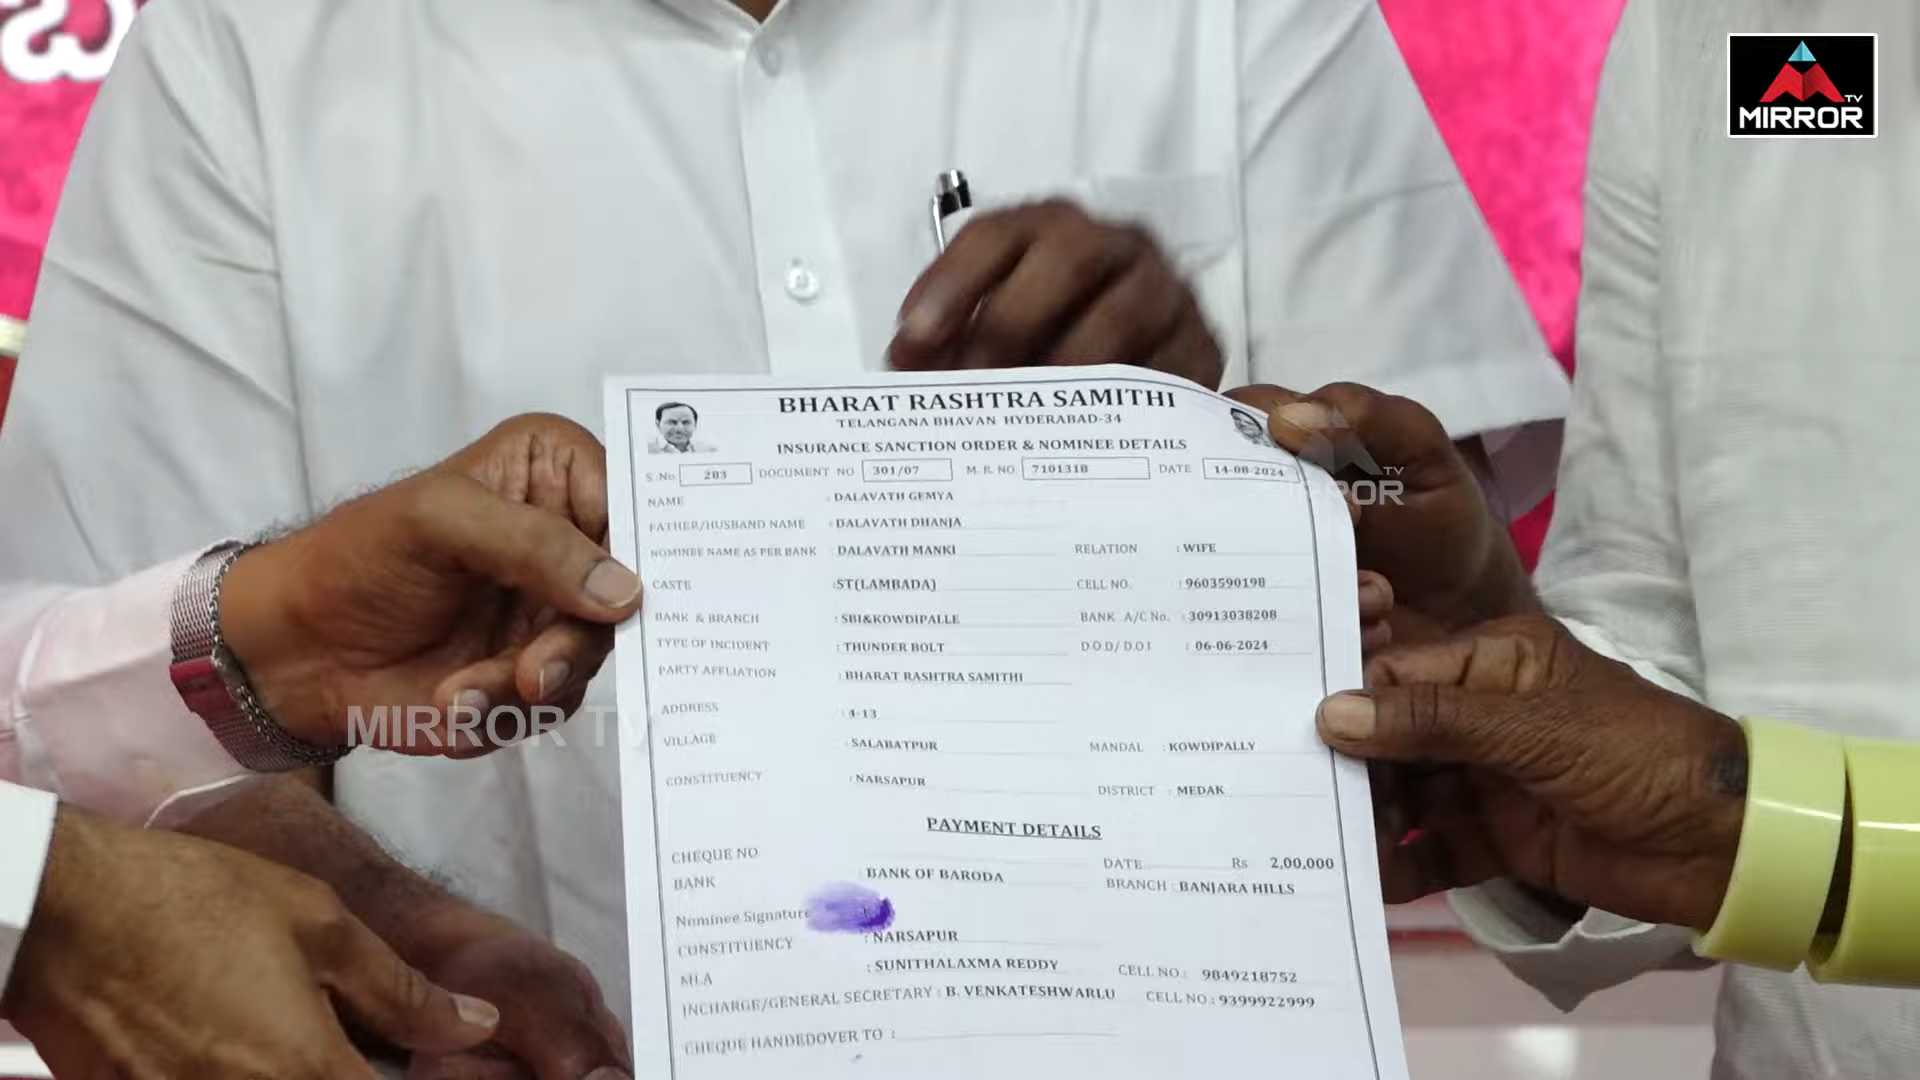 MIRROR TV
BHARAT RASHTRA SAMITHI
TELANGANA BHAVAN HYDERABAD-34
INSURANCE SANCTION ORDER & NOMINEE DETAILS
S.No. 283 DOCUMENT NO 301/07 M.R.NO. 7101318 DATE 14-08-2024
NAME : DALAVATH GEMYA
FATHER/HUSBAND NAME : DALAVATH DHANJA
NOMINEE NAME AS PER BANK : DALAVATH MANKI RELATION : WIFE
CASTE :ST(LAMBADA) CELL NO. : 9603590198
BANK & BRANCH : SBI&KOWDIPALLE BANK A/C No. : 30913038208
TYPE OF INCIDENT : THUNDER BOLT D.O.D/D.O.I : 06-06-2024
PARTY AFFLIATION : BHARAT RASHTRA SAMITHI
ADDRESS : 4-13
VILLAGE : SALABATPUR MANDAL : KOWDIPALLY
CONSTITUENCY : NARSAPUR DISTRICT : MEDAK
PAYMENT DETAILS
CHEQUE NO DATE Rs 2,00,000
BANK : BANK OF BARODA BRANCH : BANJARA HILLS
Nominee Signature
CONSTITUENCY : NARSAPUR
MLA : SUNITHALAXMA REDDY CELL NO : 9849218752
INCHARGE/GENERAL SECRETARY : B. VENKATESHWARLU CELL NO : 9399922999
CHEQUE HANDEDOVER TO :
MIRROR TV
MIRROR TV